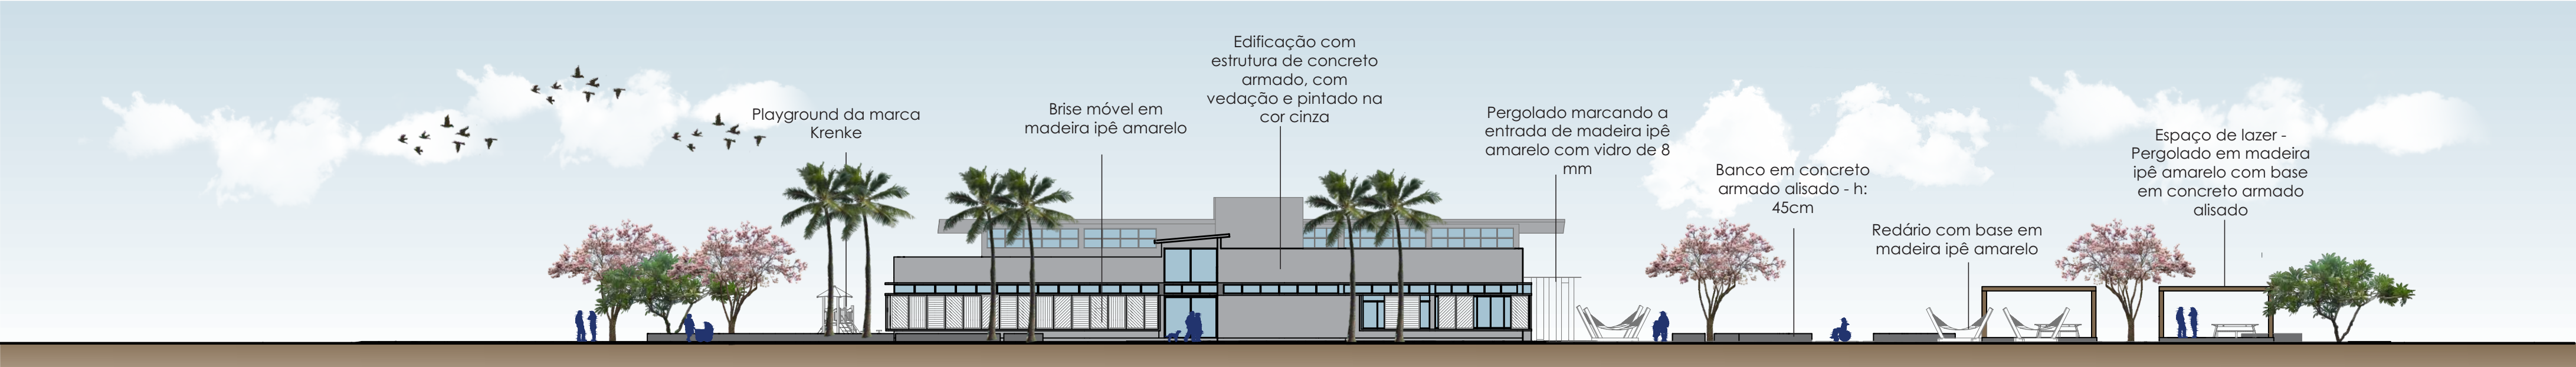 Playground da marca
Krenke
Brise móvel em
madeira ipê amarelo
Edificação com
estrutura de concreto
armado, com
vedação e pintado na
cor cinza
Pergolado marcando a
entrada de madeira ipê
amarelo com vidro de 8
mm
Banco em concreto
armado alisado - h:
45cm
Redário com base em
madeira ipê amarelo
Espaço de lazer -
Pergolado em madeira
ipê amarelo com base
em concreto armado
alisado